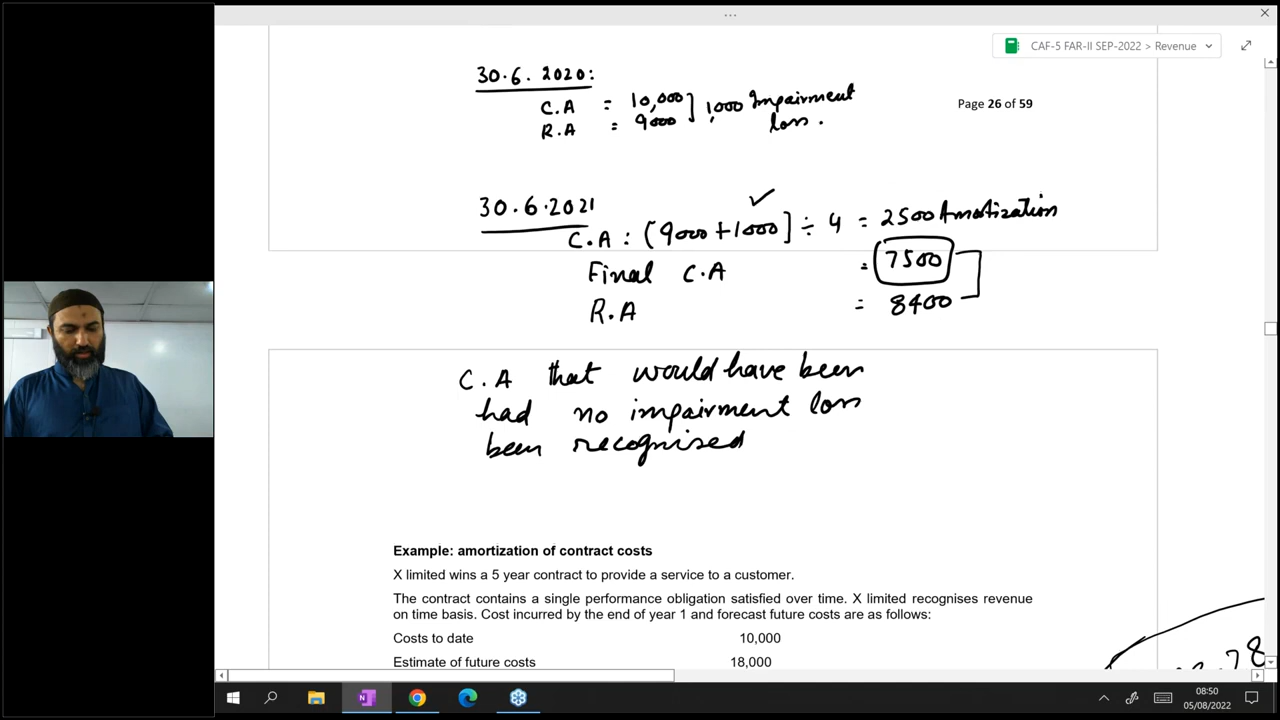 CAF-5 FAR-II SEP-2022 > Revenue
30.6.2020:
C.A = 10,000 ] 1,000 Impairment
R.A = 9000 loss.
Page 26 of 59
30.6.2021
C.A : (9000+1000] ÷ 4 = 2500 Amotization
Final C.A = 7500
R.A = 8400
C.A that would have been
had no impairment loss
been recognised
Example: amortization of contract costs
X limited wins a 5 year contract to provide a service to a customer.
The contract contains a single performance obligation satisfied over time. X limited recognises revenue
on time basis. Cost incurred by the end of year 1 and forecast future costs are as follows:
Costs to date 10,000
Estimate of future costs 18,000
08:50
05/08/2022